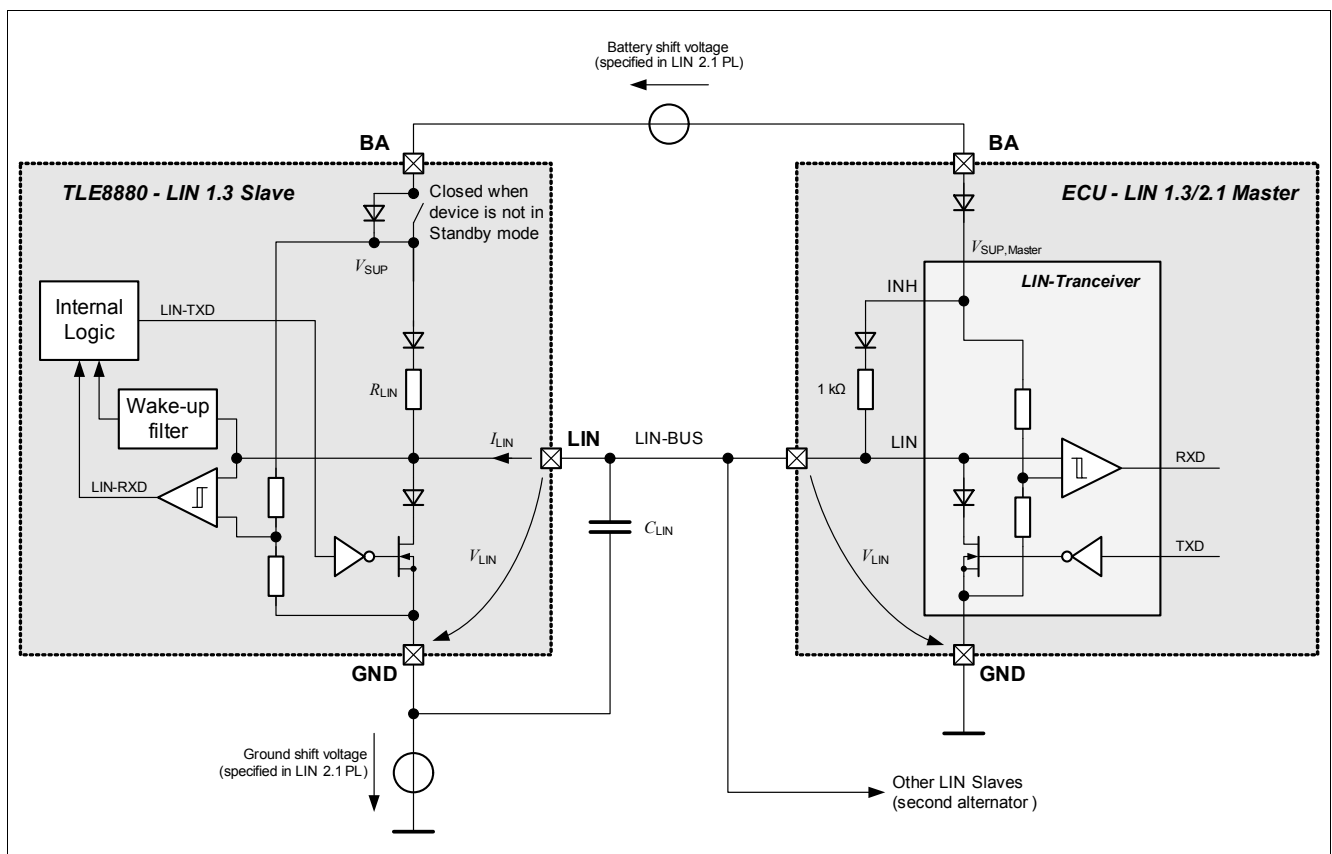 Battery shift voltage
(specified in LIN 2.1 PL)
BA
BA
TLE8880 - LIN 1.3 Slave
Closed when
device is not in
Standby mode
ECU - LIN 1.3/2.1 Master
VSUP
VSUP,Master
LIN-Tranceiver
INH
Internal
Logic
LIN-TXD
RLIN
1 kΩ
Wake-up
filter
ILIN
LIN
LIN-BUS
LIN
RXD
LIN-RXD
CLIN
VLIN
VLIN
TXD
GND
GND
Ground shift voltage
(specified in LIN 2.1 PL)
Other LIN Slaves
(second alternator )